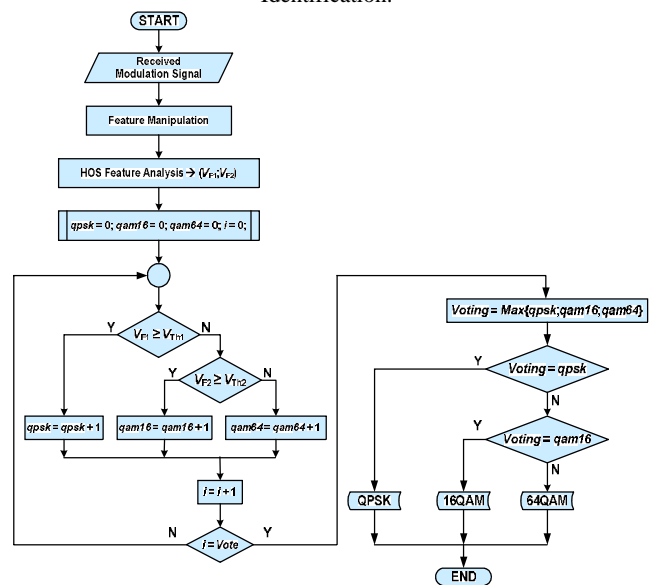 Identification.
START
Received
Modulation Signal
Feature Manipulation
HOS Feature Analysis → (VF1;VF2)
qpsk=0; qam16=0; qam64=0; i=0;
VF1 ≥ VTh1
Y
N
VF2 ≥ VTh2
Y
N
qpsk=qpsk+1
qam16=qam16+1
qam64=qam64+1
i=i+1
i=Vote
N
Y
Voting=Max{qpsk;qam16;qam64}
Voting=qpsk
Y
N
Voting=qam16
Y
N
QPSK
16QAM
64QAM
END